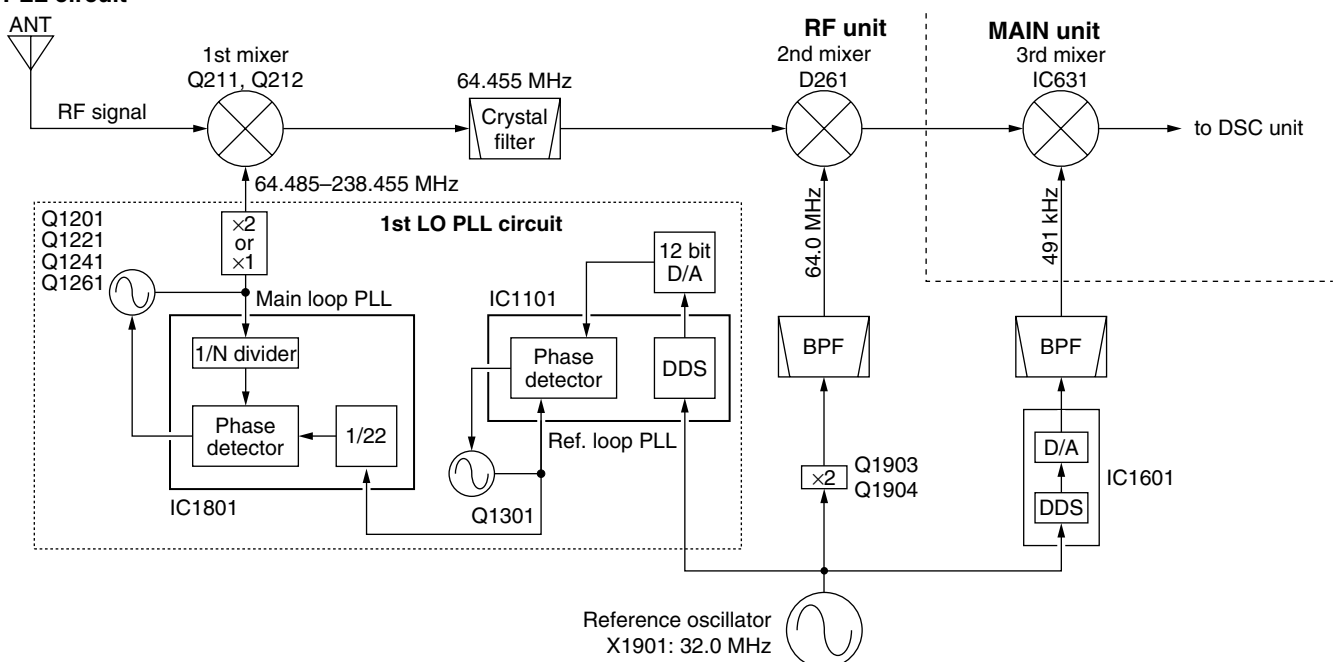 ANT
RF signal
1st mixer
Q211, Q212
64.455 MHz
Crystal
filter
RF unit
2nd mixer
D261
MAIN unit
3rd mixer
IC631
to DSC unit
64.485–238.455 MHz
64.0 MHz
491 kHz
Q1201
Q1221
Q1241
Q1261
×2
or
×1
1st LO PLL circuit
12 bit
D/A
Main loop PLL
IC1101
1/N divider
Phase
detector
1/22
IC1801
Phase
detector
DDS
Ref. loop PLL
Q1301
BPF
BPF
×2
Q1903
Q1904
D/A
DDS
IC1601
Reference oscillator
X1901: 32.0 MHz